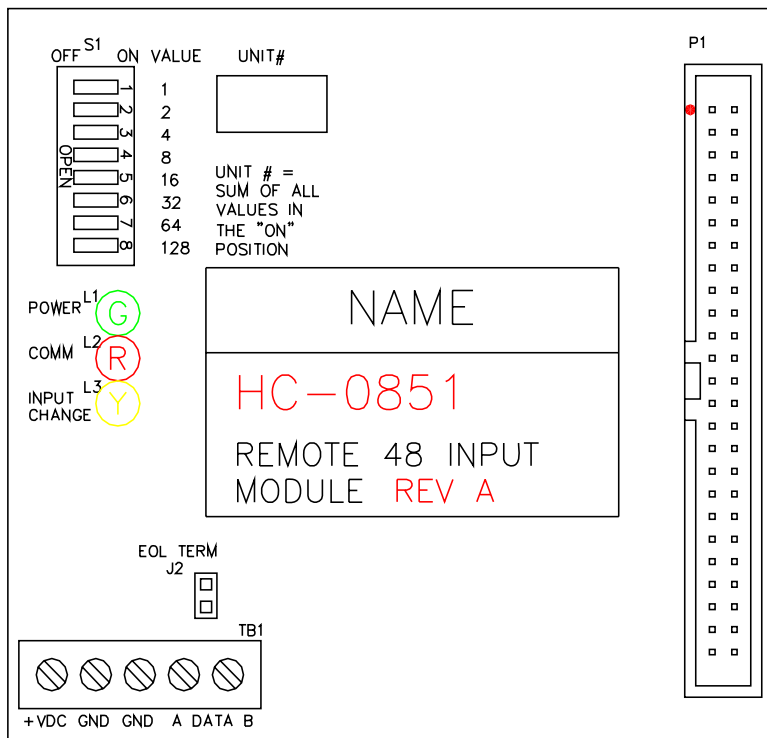 S1
OFF ON VALUE UNIT#
1 1
2 2
3 4
4 8
5 16
6 32
7 64
8 128
OPEN
UNIT # =
SUM OF ALL
VALUES IN
THE "ON"
POSITION
P1
POWER L1 G
COMM L2 R
INPUT
CHANGE L3 Y
NAME
HC-0851
REMOTE 48 INPUT
MODULE REV A
EOL TERM
J2
TB1
+VDC GND GND A DATA B